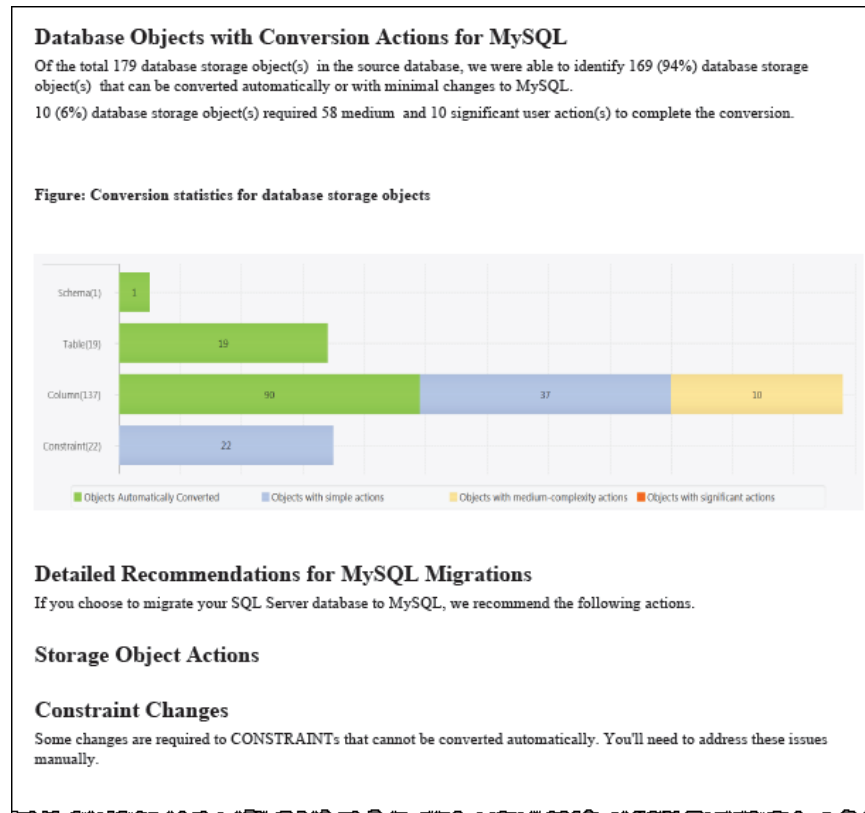 Database Objects with Conversion Actions for MySQL
Of the total 179 database storage object(s) in the source database, we were able to identify 169 (94%) database storage
object(s) that can be converted automatically or with minimal changes to MySQL.
10 (6%) database storage object(s) required 58 medium and 10 significant user action(s) to complete the conversion.
Figure: Conversion statistics for database storage objects
Schema(1) 1
Table(19) 19
Column(137) 90 37 10
Constraint(22) 22
Objects Automatically Converted Objects with simple actions Objects with medium-complexity actions Objects with significant actions
Detailed Recommendations for MySQL Migrations
If you choose to migrate your SQL Server database to MySQL, we recommend the following actions.
Storage Object Actions
Constraint Changes
Some changes are required to CONSTRAINTs that cannot be converted automatically. You'll need to address these issues
manually.